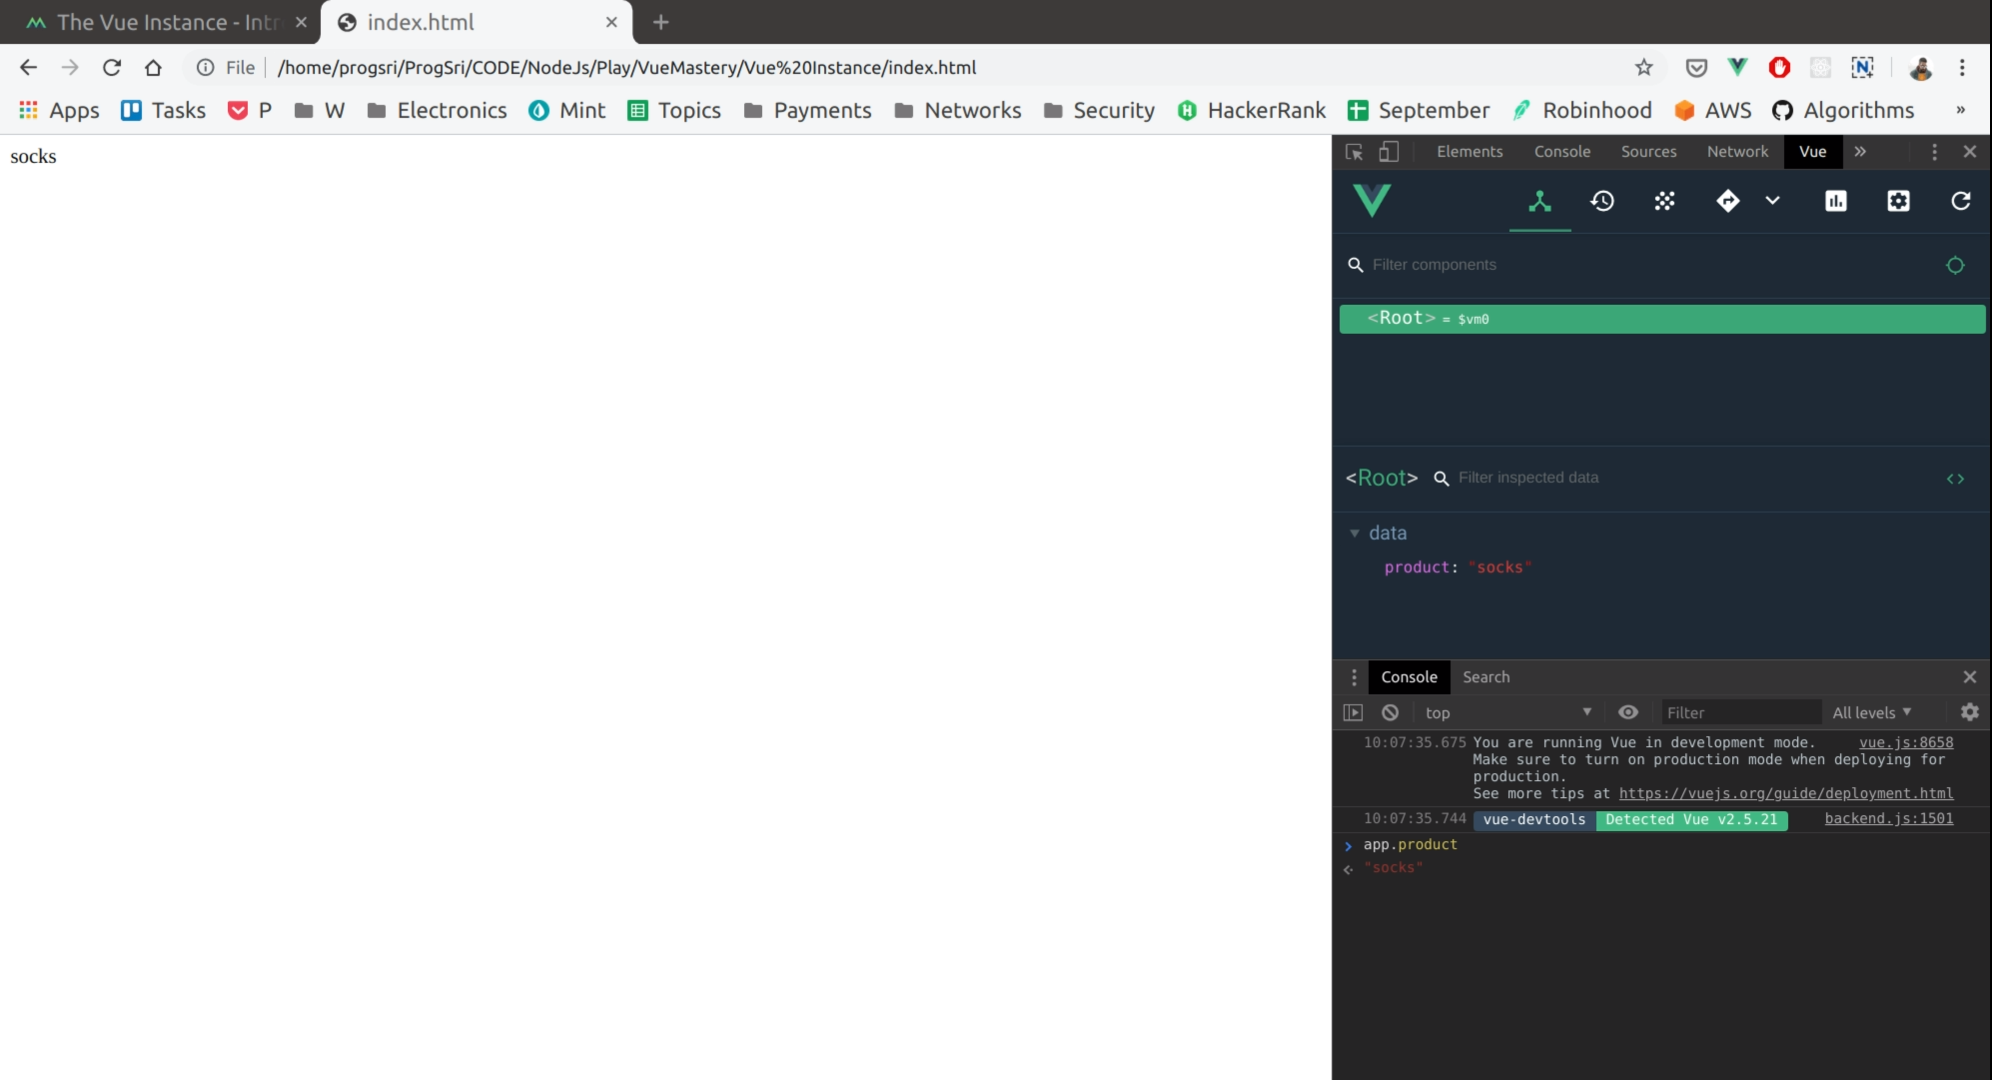 The Vue Instance - Intr
index.html
File
/home/progsri/ProgSri/CODE/NodeJs/Play/VueMastery/Vue%20Instance/index.html
Apps Tasks P W Electronics Mint Topics Payments Networks Security HackerRank September Robinhood AWS Algorithms »
socks
Elements Console Sources Network Vue »
Filter components
<Root> = $vm0
<Root> Filter inspected data <>
data
product: "socks"
Console Search
top Filter All levels
10:07:35.675 You are running Vue in development mode. vue.js:8658
Make sure to turn on production mode when deploying for
production.
See more tips at https://vuejs.org/guide/deployment.html
10:07:35.744 vue-devtools Detected Vue v2.5.21 backend.js:1501
> app.product
"socks"